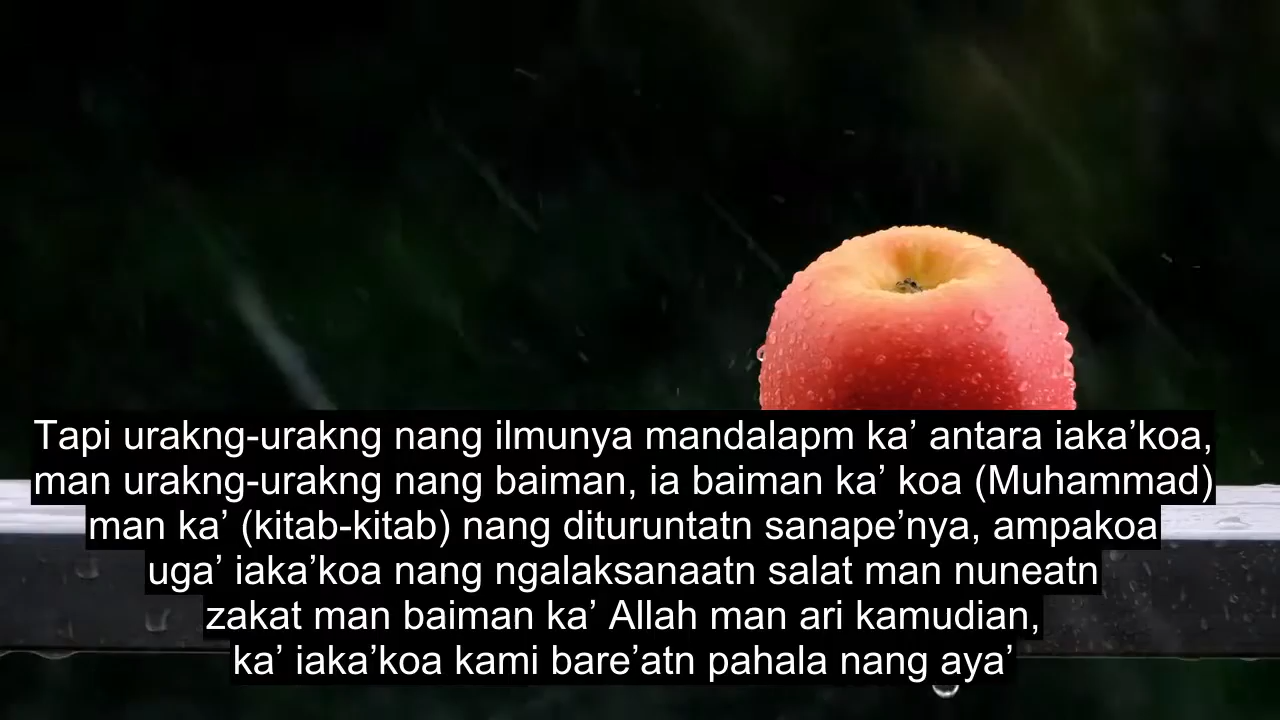 Tapi urakng-urakng nang ilmunya mandalapm ka’ antara iaka’koa,
man urakng-urakng nang baiman, ia baiman ka’ koa (Muhammad)
man ka’ (kitab-kitab) nang dituruntatn sanape’nya, ampakoa
uga’ iaka’koa nang ngalaksanaatn salat man nuneatn
zakat man baiman ka’ Allah man ari kamudian,
ka’ iaka’koa kami bare’atn pahala nang aya’